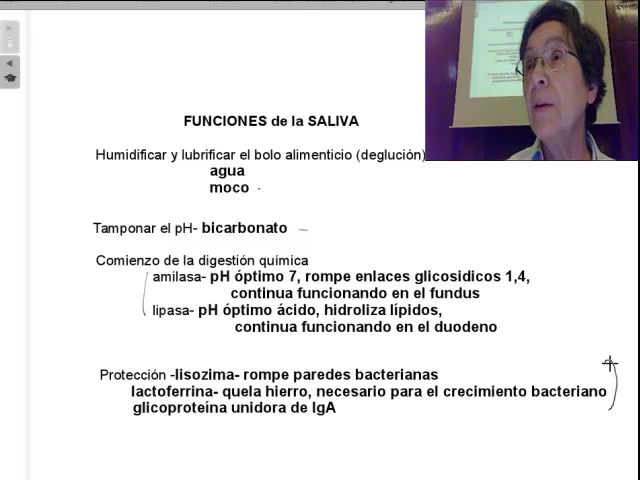 FUNCIONES de la SALIVA
Humidificar y lubrificar el bolo alimenticio (deglución)
agua
moco
Tamponar el pH- bicarbonato
Comienzo de la digestión química
amilasa- pH óptimo 7, rompe enlaces glicosidicos 1,4,
continua funcionando en el fundus
lipasa- pH óptimo ácido, hidroliza lípidos,
continua funcionando en el duodeno
Protección -lisozima- rompe paredes bacterianas
lactoferrina- quela hierro, necesario para el crecimiento bacteriano
glicoproteína unidora de IgA